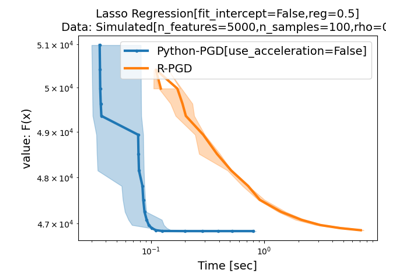 Lasso Regression[fit_intercept=False,reg=0.5]
Data: Simulated[n_features=5000,n_samples=100,rho=0
Python-PGD[use_acceleration=False]
R-PGD
value: F(x)
5.1 × 10⁴
5 × 10⁴
4.9 × 10⁴
4.8 × 10⁴
4.7 × 10⁴
10⁻¹
10⁰
Time [sec]